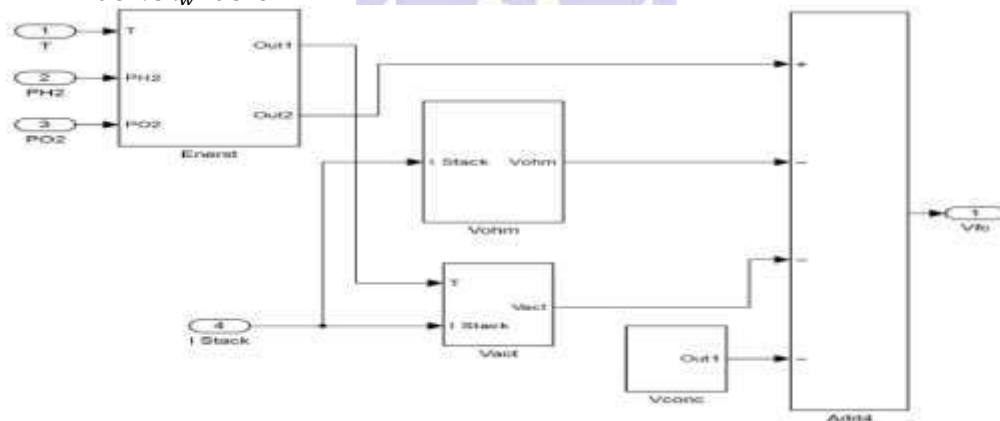 1
T
T
Out1
2
PH2
PH2
3
PO2
PO2
Out2
Enerst
I Stack
Vohm
Vohm
T
Vact
I Stack
Vact
4
I Stack
Out1
Vconc
+
-
-
-
Add4
1
Vfc